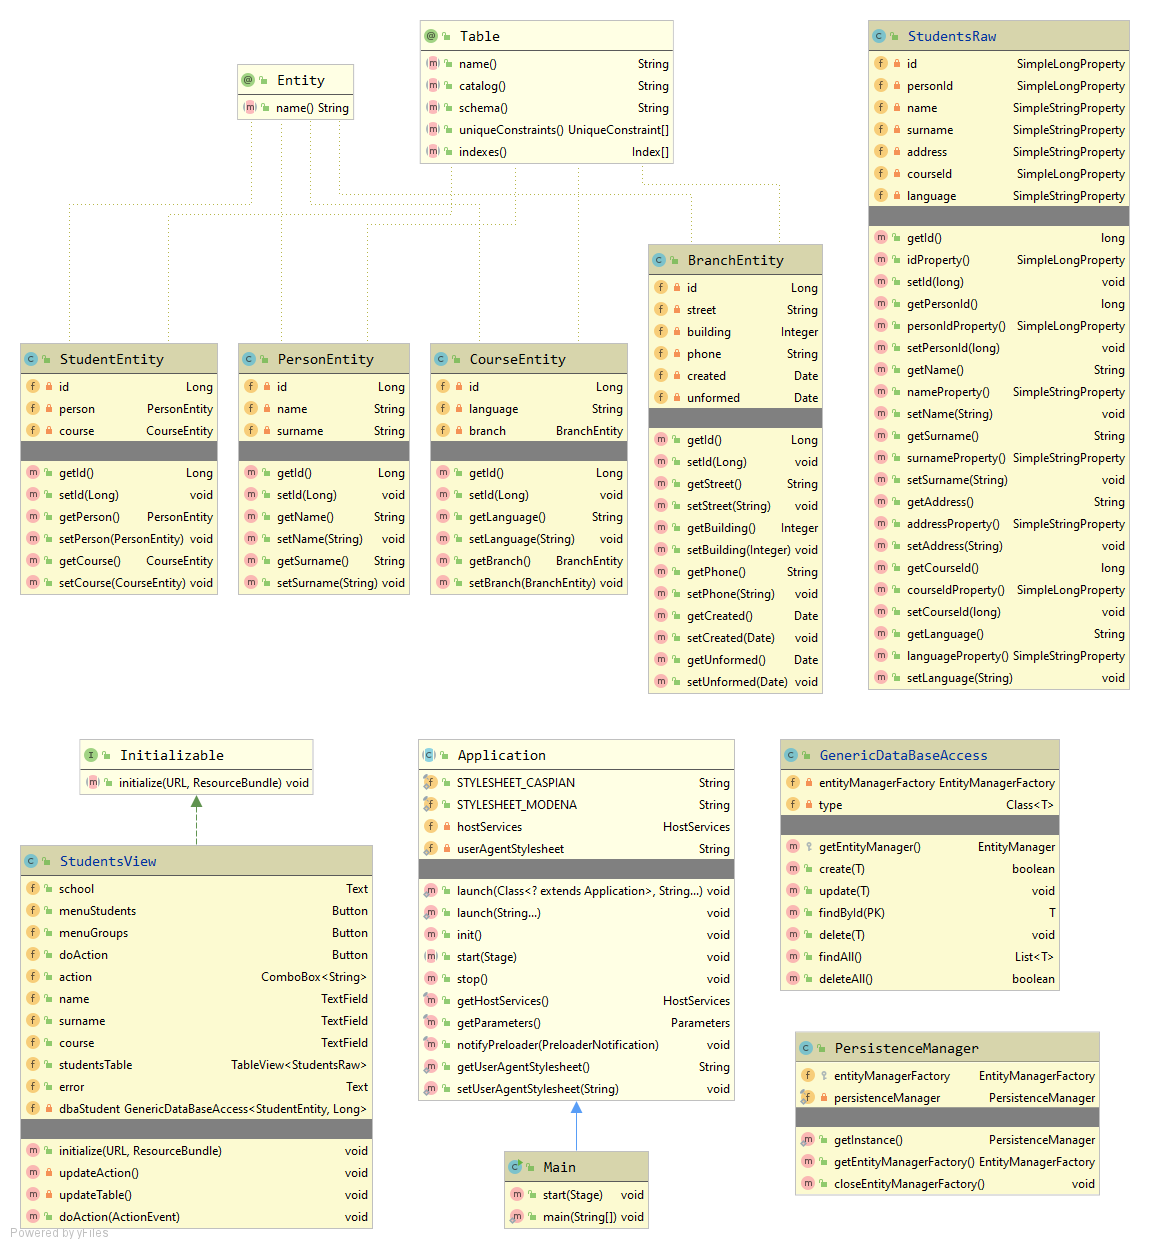 Entity
name() String
Table
name() String
catalog() String
schema() String
uniqueConstraints() UniqueConstraint[]
indexes() Index[]
StudentsRaw
id SimpleLongProperty
personId SimpleLongProperty
name SimpleStringProperty
surname SimpleStringProperty
address SimpleStringProperty
courseId SimpleLongProperty
language SimpleStringProperty
getId() long
idProperty() SimpleLongProperty
setId(long) void
getPersonId() long
personIdProperty() SimpleLongProperty
setPersonId(long) void
getName() String
nameProperty() SimpleStringProperty
setName(String) void
getSurname() String
surnameProperty() SimpleStringProperty
setSurname(String) void
getAddress() String
addressProperty() SimpleStringProperty
setAddress(String) void
getCourseId() long
courseIdProperty() SimpleLongProperty
setCourseId(long) void
getLanguage() String
languageProperty() SimpleStringProperty
setLanguage(String) void
StudentEntity
id Long
person PersonEntity
course CourseEntity
getId() Long
setId(Long) void
getPerson() PersonEntity
setPerson(PersonEntity) void
getCourse() CourseEntity
setCourse(CourseEntity) void
PersonEntity
id Long
name String
surname String
getId() Long
setId(Long) void
getName() String
setName(String) void
getSurname() String
setSurname(String) void
CourseEntity
id Long
language String
branch BranchEntity
getId() Long
setId(Long) void
getLanguage() String
setLanguage(String) void
getBranch() BranchEntity
setBranch(BranchEntity) void
BranchEntity
id Long
street String
building Integer
phone String
created Date
unformed Date
getId() Long
setId(Long) void
getStreet() String
setStreet(String) void
getBuilding() Integer
setBuilding(Integer) void
getPhone() String
setPhone(String) void
getCreated() Date
setCreated(Date) void
getUnformed() Date
setUnformed(Date) void
Initializable
initialize(URL, ResourceBundle) void
StudentsView
school Text
menuStudents Button
menuGroups Button
doAction Button
action ComboBox<String>
name TextField
surname TextField
course TextField
studentsTable TableView<StudentsRaw>
error Text
dbaStudent GenericDataBaseAccess<StudentEntity, Long>
initialize(URL, ResourceBundle) void
updateAction() void
updateTable() void
doAction(ActionEvent) void
Application
STYLESHEET_CASPIAN String
STYLESHEET_MODENA String
hostServices HostServices
userAgentStylesheet String
launch(Class<? extends Application>, String...) void
launch(String...) void
init() void
start(Stage) void
stop() void
getHostServices() HostServices
getParameters() Parameters
notifyPreloader(PreloaderNotification) void
getUserAgentStylesheet() String
setUserAgentStylesheet(String) void
Main
start(Stage) void
main(String[]) void
GenericDataBaseAccess
entityManagerFactory EntityManagerFactory
type Class<T>
getEntityManager() EntityManager
create(T) boolean
update(T) void
findById(PK) T
delete(T) void
findAll() List<T>
deleteAll() boolean
PersistenceManager
entityManagerFactory EntityManagerFactory
persistenceManager PersistenceManager
getInstance() PersistenceManager
getEntityManagerFactory() EntityManagerFactory
closeEntityManagerFactory() void
Powered by yFiles